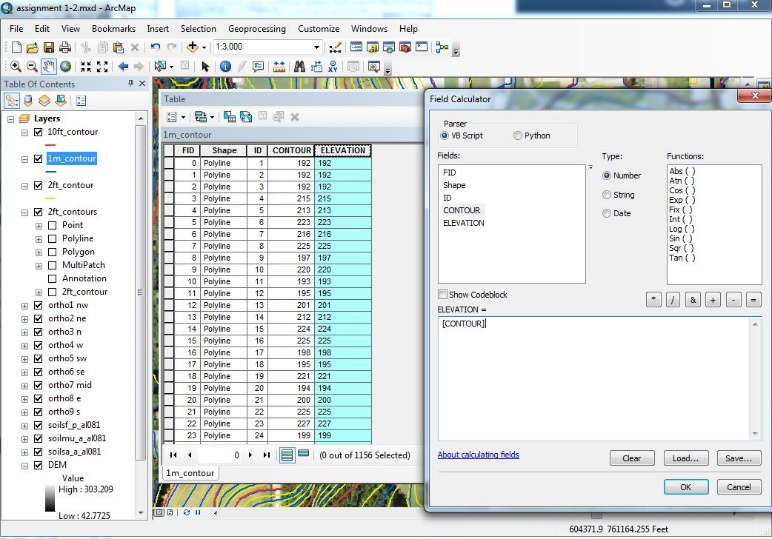 assignment 1-2.mxd - ArcMap
File Edit View Bookmarks Insert Selection Geoprocessing Customize Windows Help
1:3,000
Table Of Contents
Layers
10ft_contour
1m_contour
2ft_contour
2ft_contours
Point
Polyline
Polygon
MultiPatch
Annotation
2ft_contour
ortho1 nw
ortho2 ne
ortho3 n
ortho4 w
ortho5 sw
ortho6 se
ortho7 mid
ortho8 e
ortho9 s
soilsf_p_al081
soilmu_a_al081
soilsa_a_al081
DEM
Value
High : 303.209
Low : 42.7725
Table
1m_contour
FID Shape ID CONTOUR ELEVATION
0 Polyline 1 192 192
1 Polyline 2 192 192
2 Polyline 3 192 192
3 Polyline 4 215 215
4 Polyline 5 213 213
5 Polyline 6 223 223
6 Polyline 7 216 216
7 Polyline 8 225 225
8 Polyline 9 197 197
9 Polyline 10 220 220
10 Polyline 11 193 193
11 Polyline 12 195 195
12 Polyline 13 201 201
13 Polyline 14 212 212
14 Polyline 15 224 224
15 Polyline 16 225 225
16 Polyline 17 198 198
17 Polyline 18 195 195
18 Polyline 19 221 221
19 Polyline 20 194 194
20 Polyline 21 200 200
21 Polyline 22 225 225
22 Polyline 23 227 227
23 Polyline 24 199 199
0 (0 out of 1156 Selected)
1m_contour
Field Calculator
Parser
VB Script Python
Fields:
FID
Shape
ID
CONTOUR
ELEVATION
Type:
Number
String
Date
Functions:
Abs ( )
Atn ( )
Cos ( )
Exp ( )
Fix ( )
Int ( )
Log ( )
Sin ( )
Sqr ( )
Tan ( )
Show Codeblock
* / & + - =
ELEVATION =
[CONTOUR]
About calculating fields
Clear Load... Save...
OK Cancel
604371.9 761164.255 Feet